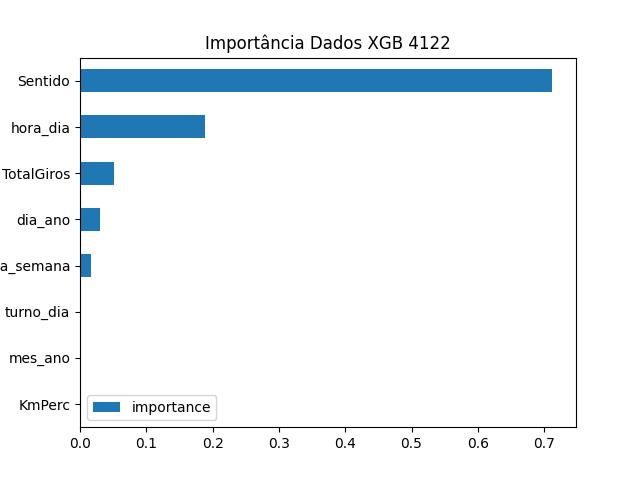 Importância Dados XGB 4122
Sentido
hora_dia
TotalGiros
dia_ano
a_semana
turno_dia
mes_ano
KmPerc
importance
0.0 0.1 0.2 0.3 0.4 0.5 0.6 0.7